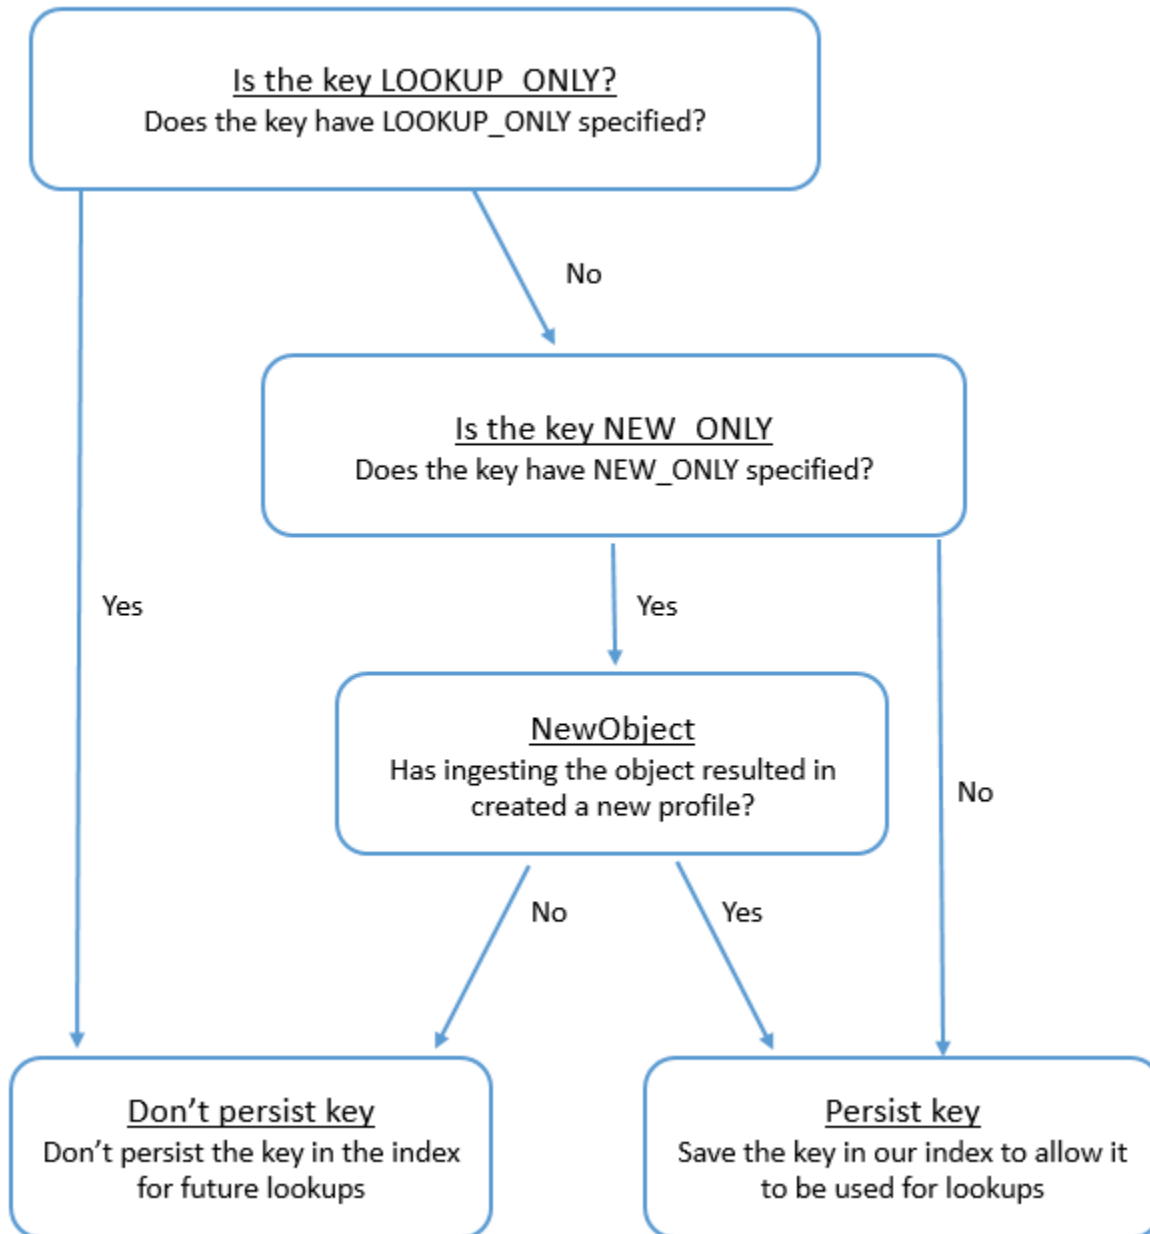 Is the key LOOKUP_ONLY?
Does the key have LOOKUP_ONLY specified?
No
Is the key NEW_ONLY
Does the key have NEW_ONLY specified?
Yes
Yes
NewObject
Has ingesting the object resulted in
created a new profile?
No
No
Yes
Don't persist key
Don't persist the key in the index
for future lookups
Persist key
Save the key in our index to allow it
to be used for lookups